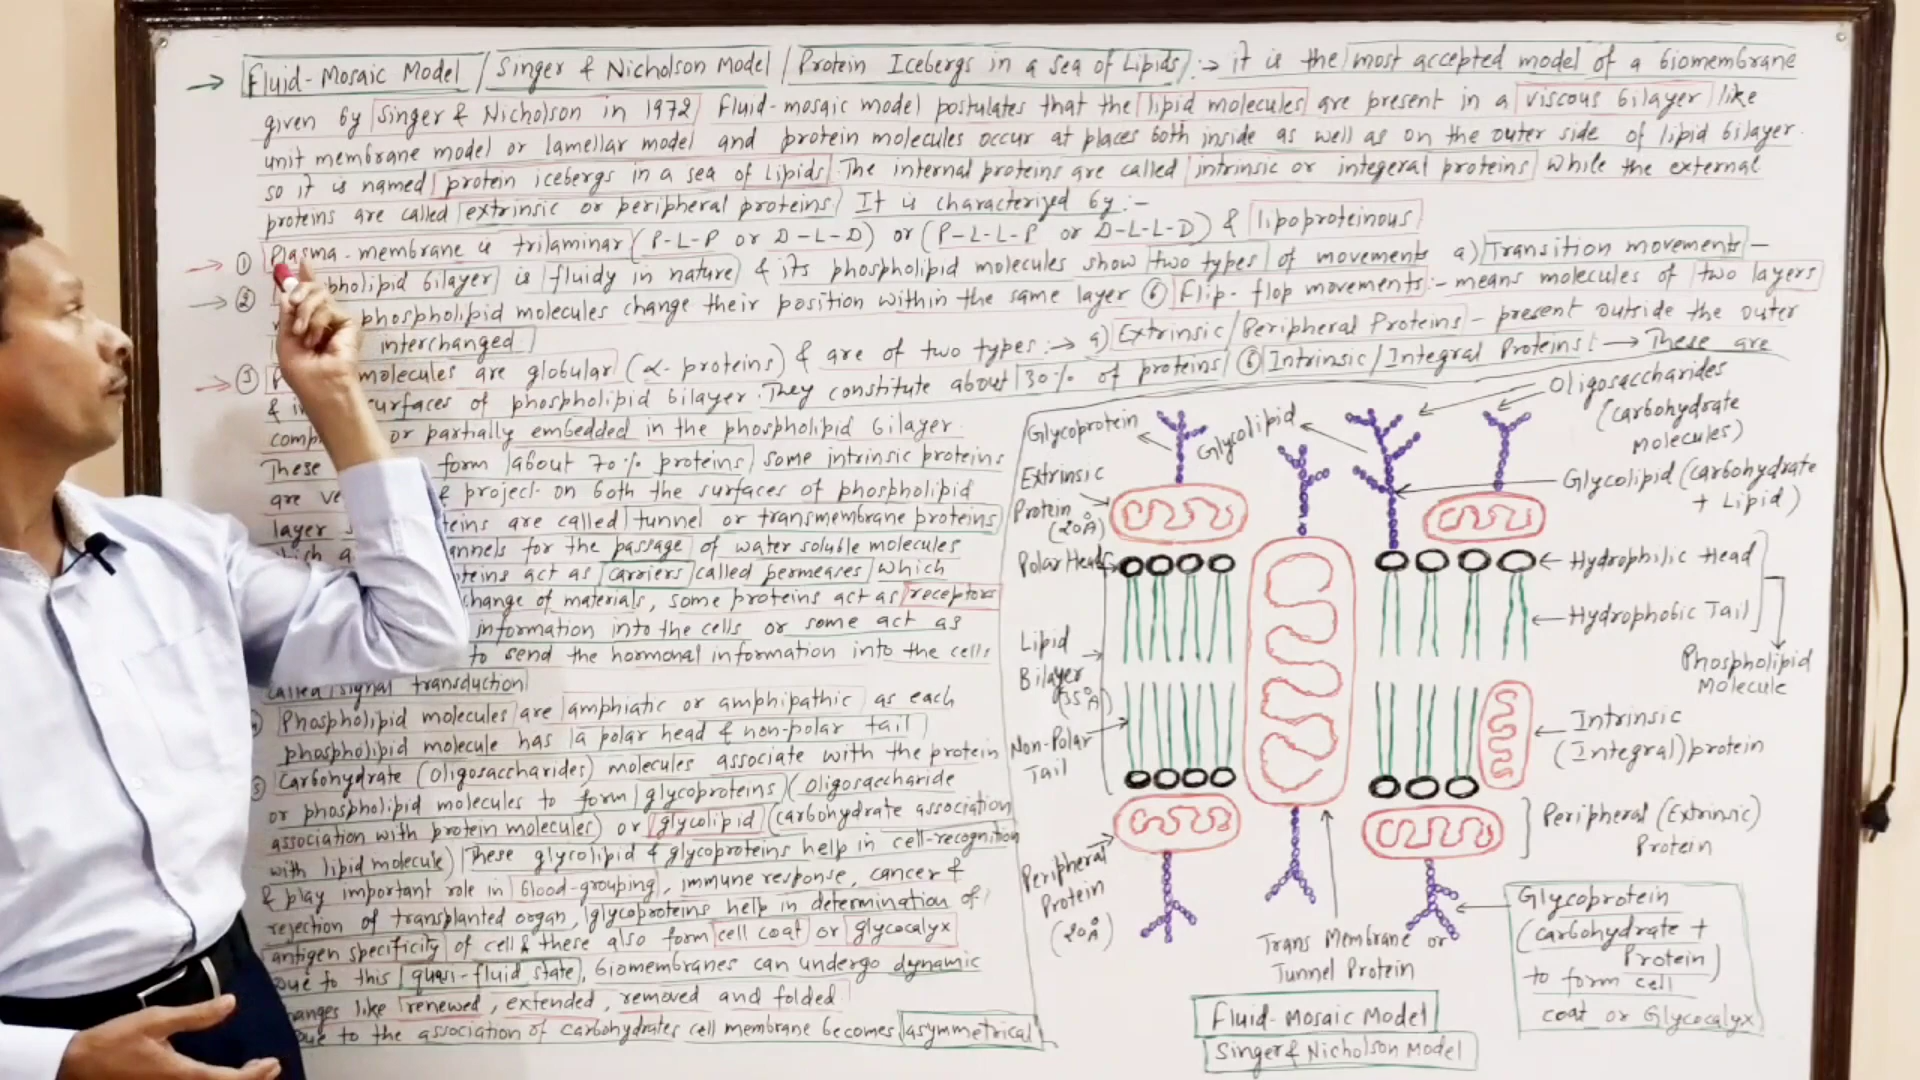 → Fluid-Mosaic Model / Singer & Nicholson Model / Protein Icebergs in a sea of Lipids :→ it is the most accepted model of a biomembrane
given by Singer & Nicholson in 1972 Fluid-mosaic model postulates that the lipid molecules are present in a viscous bilayer like
unit membrane model or lamellar model and protein molecules occur at places both inside as well as on the outer side of lipid bilayer.
so it is named protein icebergs in a sea of Lipids. The internal proteins are called intrinsic or integeral proteins while the external
proteins are called extrinsic or peripheral proteins. It is characterized by:-
→ ① Plasma-membrane is trilaminar (P-L-P or D-L-D) or (P-L-L-P or D-L-L-D) & lipoproteinous
→ ② pholipid bilayer is fluidy in nature & its phospholipid molecules show two types of movements a) Transition movements –
phospholipid molecules change their position within the same layer ⓑ Flip-flop movements:- means molecules of two layers
interchanged
→ ③ molecules are globular (α-proteins) & are of two types:→ a) Extrinsic/Peripheral Proteins – present outside the outer
& urfaces of phospholipid bilayer. They constitute about 30% of proteins ⓑ Intrinsic/Integral Proteins: → These are
comp or partially embedded in the phospholipid bilayer.
These form about 70% proteins some intrinsic proteins
are ve & project on both the surfaces of phospholipid
layer teins are called tunnel or transmembrane proteins
annels for the passage of water soluble molecules
teins act as carriers called permeases which
change of materials, some proteins act as receptors
information into the cells or some act as
to send the hormonal information into the cells
called signal transduction
Phospholipid molecules are amphiatic or amphipathic as each
phospholipid molecule has a polar head & non-polar tail
Carbohydrate (oligosaccharides) molecules associate with the protein
or phospholipid molecules to form glycoproteins (oligosaccharide
association with protein molecules) or glycolipid (carbohydrate association
with lipid molecule) These glycolipid & glycoproteins help in cell-recognition
& play important role in blood-grouping, immune response, cancer &
rejection of transplanted organ, glycoproteins help in determination of
antigen specificity of cell & these also form cell coat or glycocalyx
Due to this quasi-fluid state, biomembranes can undergo dynamic
anges like renewed, extended, removed and folded
Due to the association of carbohydrates cell membrane becomes asymmetrical
Glycoprotein
Glycolipid
Oligosaccharides
(carbohydrate
molecules)
Extrinsic
Protein
(20Å)
Glycolipid (carbohydrate
+ Lipid)
Polar Head
Hydrophilic Head
Hydrophobic Tail
Phospholipid
Molecule
Lipid
Bilayer
(35Å)
Non-Polar
Tail
Intrinsic
(Integral) protein
Peripheral
Protein
(20Å)
Peripheral (Extrinsic)
Protein
Trans Membrane or
Tunnel Protein
Glycoprotein
(carbohydrate +
Protein)
to form cell
coat or Glycocalyx
Fluid-Mosaic Model
Singer & Nicholson Model